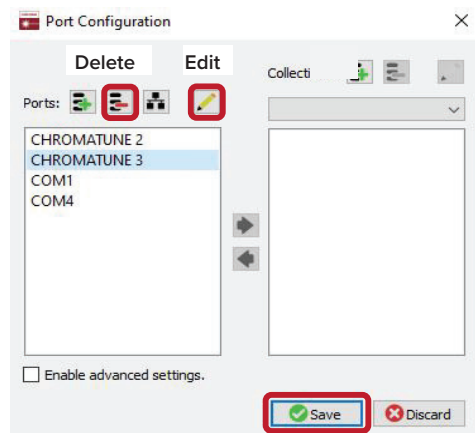 Port Configuration
Delete Edit
Collecti
Ports:
CHROMATUNE 2
CHROMATUNE 3
COM1
COM4
Enable advanced settings.
Save Discard